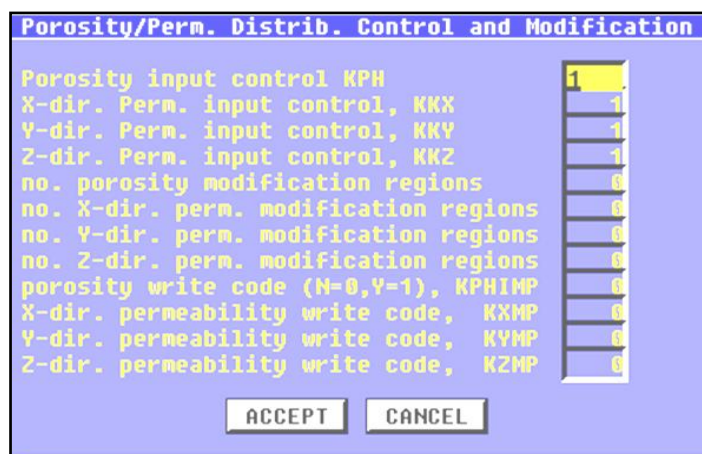 Porosity/Perm. Distrib. Control and Modification
Porosity input control KPH 1
X-dir. Perm. input control, KKX 1
Y-dir. Perm. input control, KKY 1
Z-dir. Perm. input control, KKZ 1
no. porosity modification regions 0
no. X-dir. perm. modification regions 0
no. Y-dir. perm. modification regions 0
no. Z-dir. perm. modification regions 0
porosity write code (N=0,Y=1), KPHIMP 0
X-dir. permeability write code, KXMP 0
Y-dir. permeability write code, KYMP 0
Z-dir. permeability write code, KZMP 0
ACCEPT CANCEL